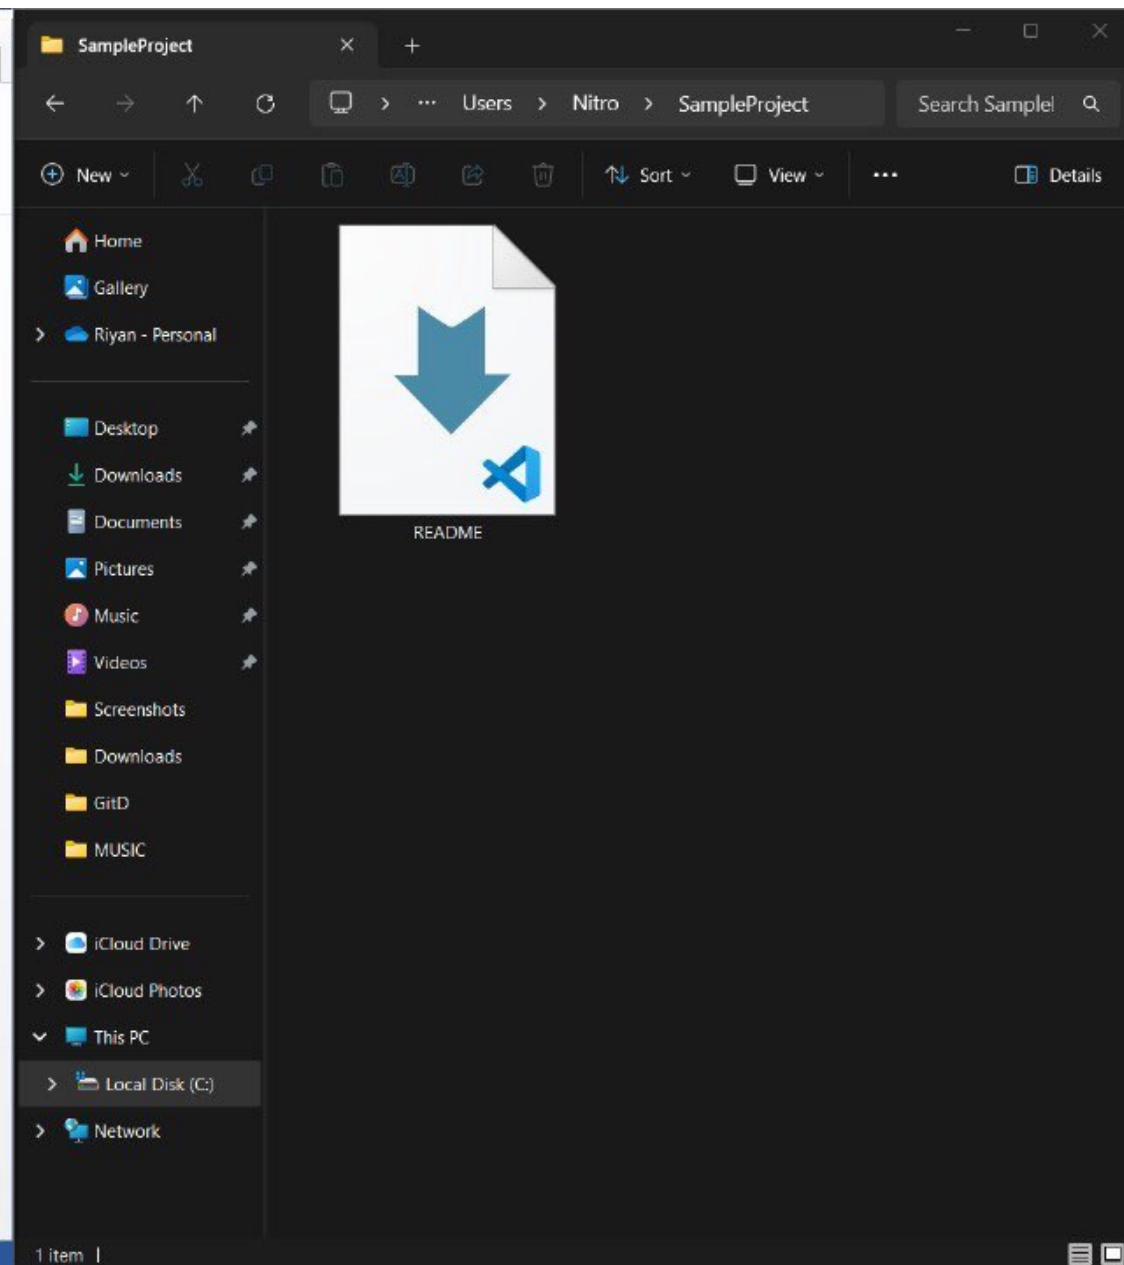 SampleProject
Users > Nitro > SampleProject
Search Sample
New
Sort
View
Details
Home
Gallery
Riyan - Personal
Desktop
Downloads
Documents
Pictures
Music
Videos
Screenshots
Downloads
GitD
MUSIC
iCloud Drive
iCloud Photos
This PC
Local Disk (C:)
Network
README
1 item